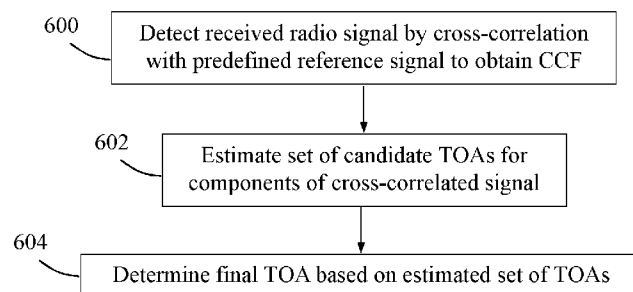 600
Detect received radio signal by cross-correlation
with predefined reference signal to obtain CCF
602
Estimate set of candidate TOAs for
components of cross-correlated signal
604
Determine final TOA based on estimated set of TOAs